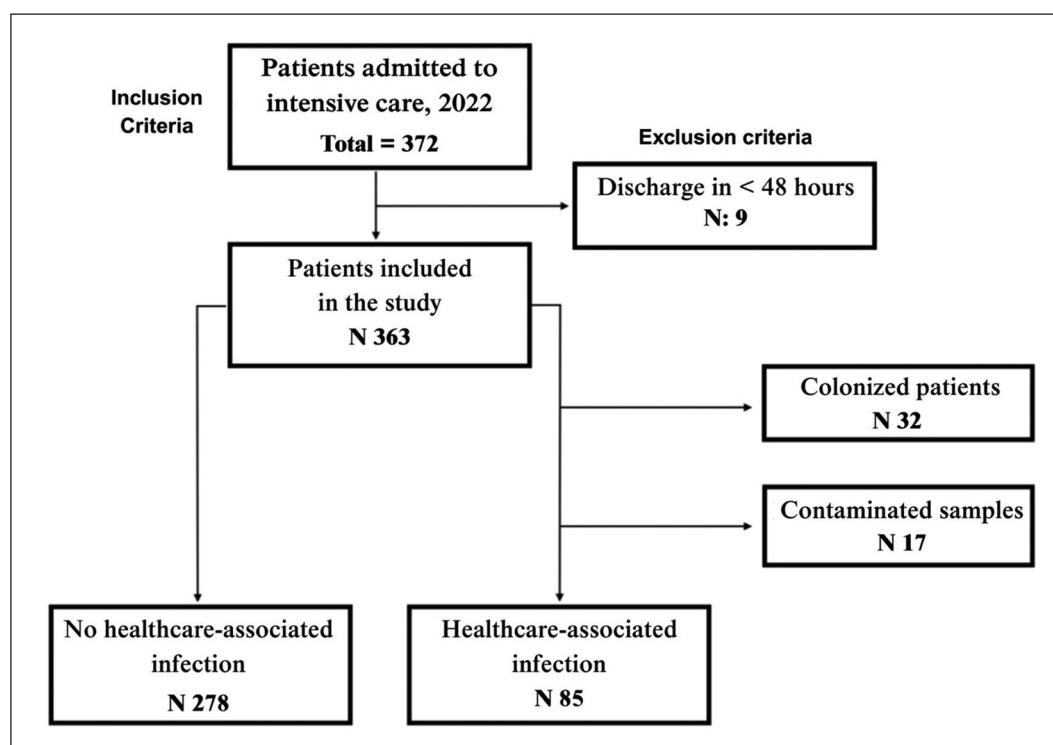 Inclusion
Criteria
Patients admitted to
intensive care, 2022
Total = 372
Exclusion criteria
Discharge in < 48 hours
N: 9
Patients included
in the study
N 363
Colonized patients
N 32
Contaminated samples
N 17
No healthcare-associated
infection
N 278
Healthcare-associated
infection
N 85